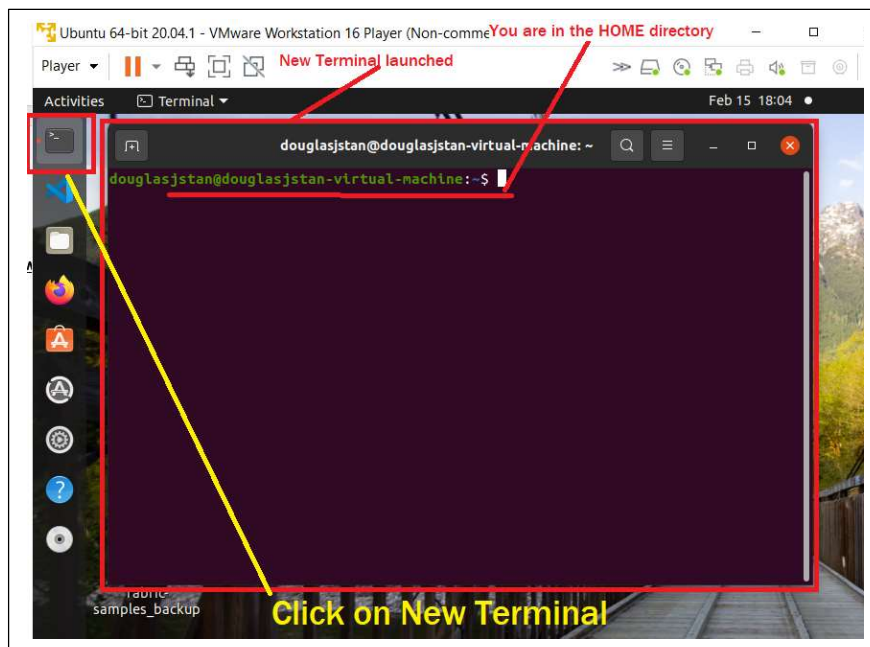 Ubuntu 64-bit 20.04.1 - VMware Workstation 16 Player (Non-comme
You are in the HOME directory
Player
New Terminal launched
Activities
Terminal
Feb 15 18:04
douglasjstan@douglasjstan-virtual-machine: ~
douglasjstan@douglasjstan-virtual-machine:~$
fabric-
samples_backup
Click on New Terminal